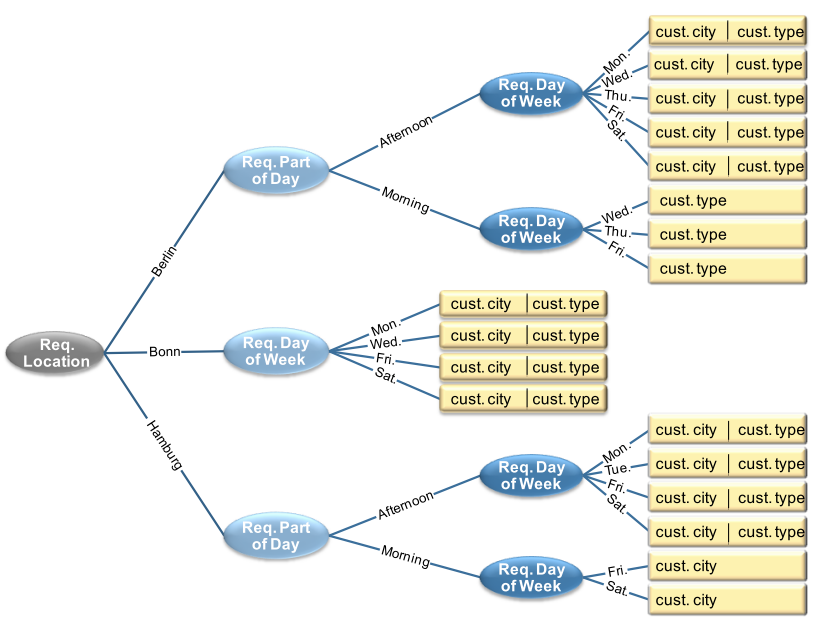 Req.
Location
Berlin
Bonn
Hamburg
Req. Part
of Day
Afternoon
Morning
Req. Day
of Week
Mon.
Wed.
Thu.
Fri.
Sat.
cust. city | cust. type
cust. city | cust. type
cust. city | cust. type
cust. city | cust. type
cust. city | cust. type
Req. Day
of Week
Wed.
Thu.
Fri.
cust. type
cust. type
cust. type
Req. Day
of Week
Mon.
Wed.
Fri.
Sat.
cust. city | cust. type
cust. city | cust. type
cust. city | cust. type
cust. city | cust. type
Req. Part
of Day
Afternoon
Morning
Req. Day
of Week
Mon.
Tue.
Fri.
Sat.
cust. city | cust. type
cust. city | cust. type
cust. city | cust. type
cust. city | cust. type
Req. Day
of Week
Fri.
Sat.
cust. city
cust. city